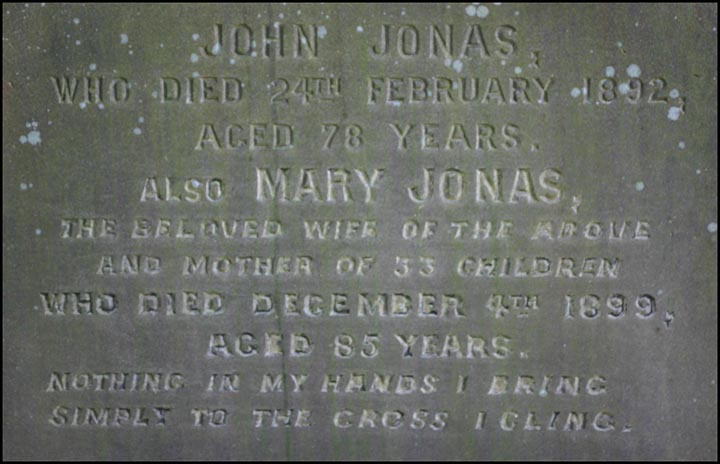 JOHN JONAS,
WHO DIED 24TH FEBRUARY 1892,
AGED 78 YEARS.
ALSO MARY JONAS,
THE BELOVED WIFE OF THE ABOVE
AND MOTHER OF 33 CHILDREN
WHO DIED DECEMBER 4TH 1899,
AGED 85 YEARS.
NOTHING IN MY HANDS I BRING
SIMPLY TO THE CROSS I CLING.